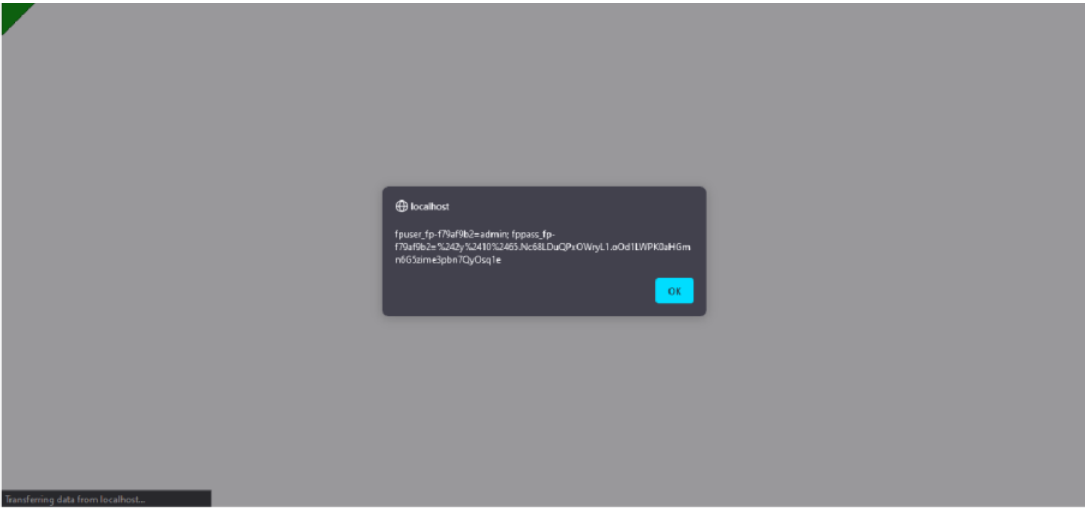 localhost
fpuser_fp-f79af9b2=admin; fppass_fp-
f79af9b2=%242y%2410%2465.Nc68LDuQPxOWryL1.oOd1LWPK0aHGm
n6G5zime3pbn7QyOsq1e
OK
Transferring data from localhost...